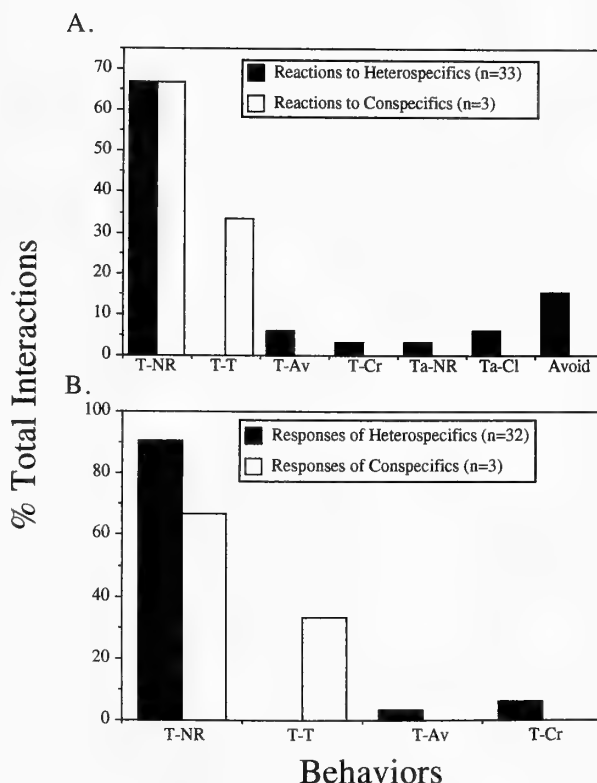 A.
Reactions to Heterospecifics (n=33)
Reactions to Conspecifics (n=3)
70
60
50
40
30
20
10
0
T-NR T-T T-Av T-Cr Ta-NR Ta-Cl Avoid
% Total Interactions
B.
Responses of Heterospecifics (n=32)
Responses of Conspecifics (n=3)
100
80
60
40
20
0
T-NR T-T T-Av T-Cr
Behaviors